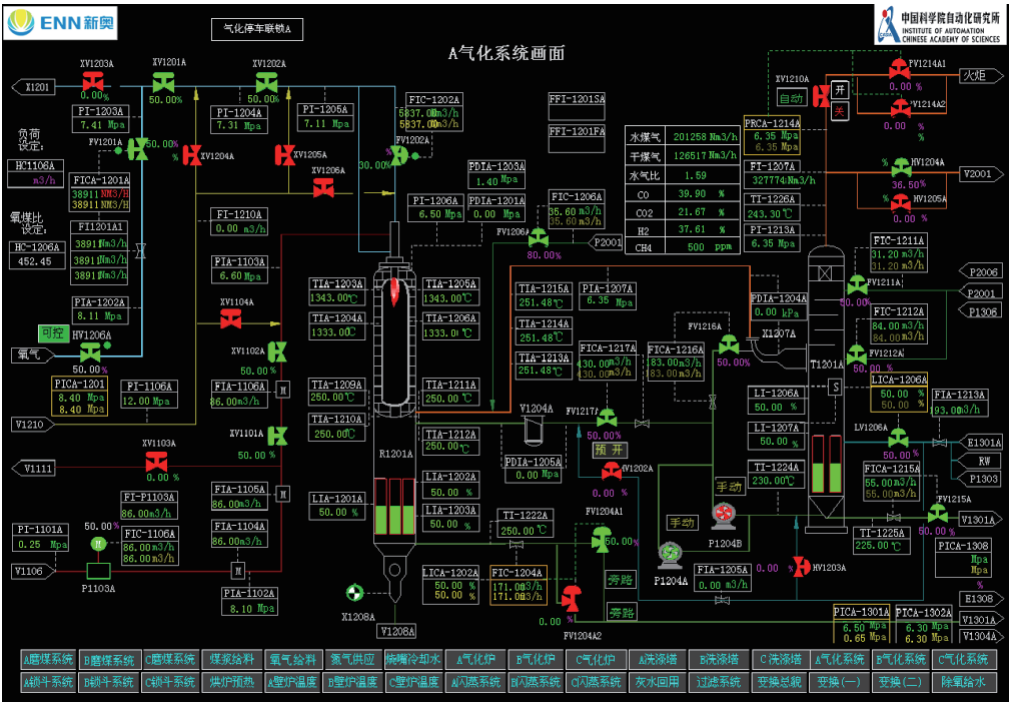 ENN新奥
气化停车联锁A
A气化系统画面
中国科学院自动化研究所
INSTITUTE OF AUTOMATION
CHINESE ACADEMY OF SCIENCES
XV1203A
XV1201A
XV1202A
X1201
0.00 %
50.00%
50.00%
PI-1203A
7.41 Mpa
PI-1204A
7.31 Mpa
PI-1205A
7.11 Mpa
FIC-1202A
FV1202A
30.00%
FFI-1201SA
FFI-1201FA
XV1210A
自动
开
关
PV1214A1
0.00 %
火炬
0.00 %
%
PRCA-1214A
6.35 Mpa
6.35 Mpa
水煤气 201258 Nm3/h
干煤气 126517 Nm3/h
水气比 1.59
CO 39.90 %
CO2 21.67 %
H2 37.61 %
CH4 500 ppm
负荷
设定:
HC1106A
m3/h
FV1201A
50.00%
%
XV1204A
XV1205A
XV1206A
FICA-1201A
38911 NM3/H
38911 NM3/H
氧煤比
设定:
HC-1206A
452.45
FI1201A1
FI-1210A
0.00 m3/h
PDIA-1203A
1.40 Mpa
PI-1206A
6.50 Mpa
PDIA-1201A
0.00 Mpa
FIC-1206A
35.60 m3/h
35.60 m3/h
FV1206A
80.00%
P2001
FI-1207A
327774Nm3/h
TI-1226A
243.30℃
PI-1213A
6.35 Mpa
HV1204A
%
36.50%
V2001
HV1205A
%
0.00 %
FIC-1211A
31.20 m3/h
31.20 m3/h
FV1211A
50.00%
P2006
P2001
P1306
PIA-1103A
6.60 Mpa
PIA-1202A
8.11 Mpa
XV1104A
可控
HV1206A
氧气
50.00%
TIA-1203A
1343.00℃
TIA-1204A
1333.00℃
TIA-1205A
1343.00℃
TIA-1206A
TIA-1215A
251.48℃
TIA-1214A
251.48℃
TIA-1213A
251.48℃
PIA-1207A
6.35 Mpa
PDIA-1204A
0.00 kPa
X1207A
FIC-1212A
84.00 m3/h
84.00 m3/h
FV1212A
50.00 %
T1201A
S
FV1216A
50.00%
FICA-1217A
430.00m3/h
430.00m3/h
FICA-1216A
83.00m3/h
83.00m3/h
PICA-1201
8.40 Mpa
8.40 Mpa
PI-1106A
12.00 Mpa
XV1102A
50.00 %
FIA-1106A
86.00m3/h
M
TIA-1209A
250.00℃
TIA-1210A
250.00℃
TIA-1211A
250.00℃
TIA-1212A
250.00℃
LI-1206A
50.00 %
LI-1207A
50.00 %
TI-1224A
230.00℃
LICA-1206A
50.00 %
50.00 %
FIA-1213A
193.00m3/h
LV1206A
50.00 %
E1301A
RW
P1303
V1210
XV1101A
50.00 %
XV1103A
0.00 %
V1111
R1201A
V1204A
50.00%
预开
PDIA-1205A
0.00 Mpa
HV1202A
0.00 %
LIA-1201A
50.00 %
LIA-1202A
50.00 %
LIA-1203A
50.00 %
FICA-1215A
55.00m3/h
55.00m3/h
FV1215A
50.00%
V1301A
FIA-1105A
86.00m3/h
M
FIA-1104A
86.00m3/h
FI-P1103A
86.00m3/h
FIC-1106A
86.00 m3/h
86.00 m3/h
50.00%
M
P1103A
PI-1101A
0.25 Mpa
V1106
M
PIA-1102A
8.10 Mpa
TI-1222A
250.00℃
FV1204A1
50.00%
手动
手动
P1204B
P1204A
TI-1225A
225.00℃
PICA-1308
Mpa
Mpa
%
FIA-1205A
0.00 m3/h
0.00 %
HV1203A
LICA-1202A
50.00 %
50.00 %
FIC-1204A
旁路
旁路
0.00 %
FV1204A2
X1208A
V1208A
PICA-1301A
6.50 Mpa
0.65 Mpa
PICA-1302A
6.30 Mpa
6.30 Mpa
E1308
V1301A
V1304A
A磨煤系统 B磨煤系统 C磨煤系统 煤浆给料 氧气给料 氮气供应 烧嘴冷却水 A气化炉 B气化炉 C气化炉 A洗涤塔 B洗涤塔 C洗涤塔 A气化系统 B气化系统 C气化系统
A锁斗系统 B锁斗系统 C锁斗系统 烘炉预热 A壁炉温度 B壁炉温度 C壁炉温度 A闪蒸系统 B闪蒸系统 C闪蒸系统 灰水回用 过滤系统 变换总貌 变换(一) 变换(二) 除氧给水